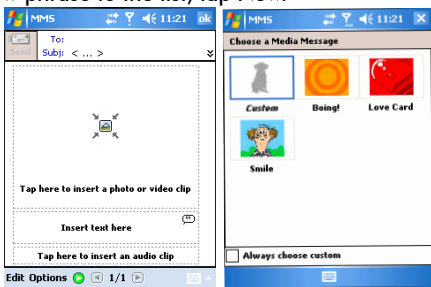 w phrase to the list, tap New.
MMS 11:21 ok
Send To:
Subj: < ... >
Tap here to insert a photo or video clip
Insert text here
Tap here to insert an audio clip
Edit Options 1/1
MMS 11:21
Choose a Media Message
Custom Boing! Love Card
Smile
Always choose custom